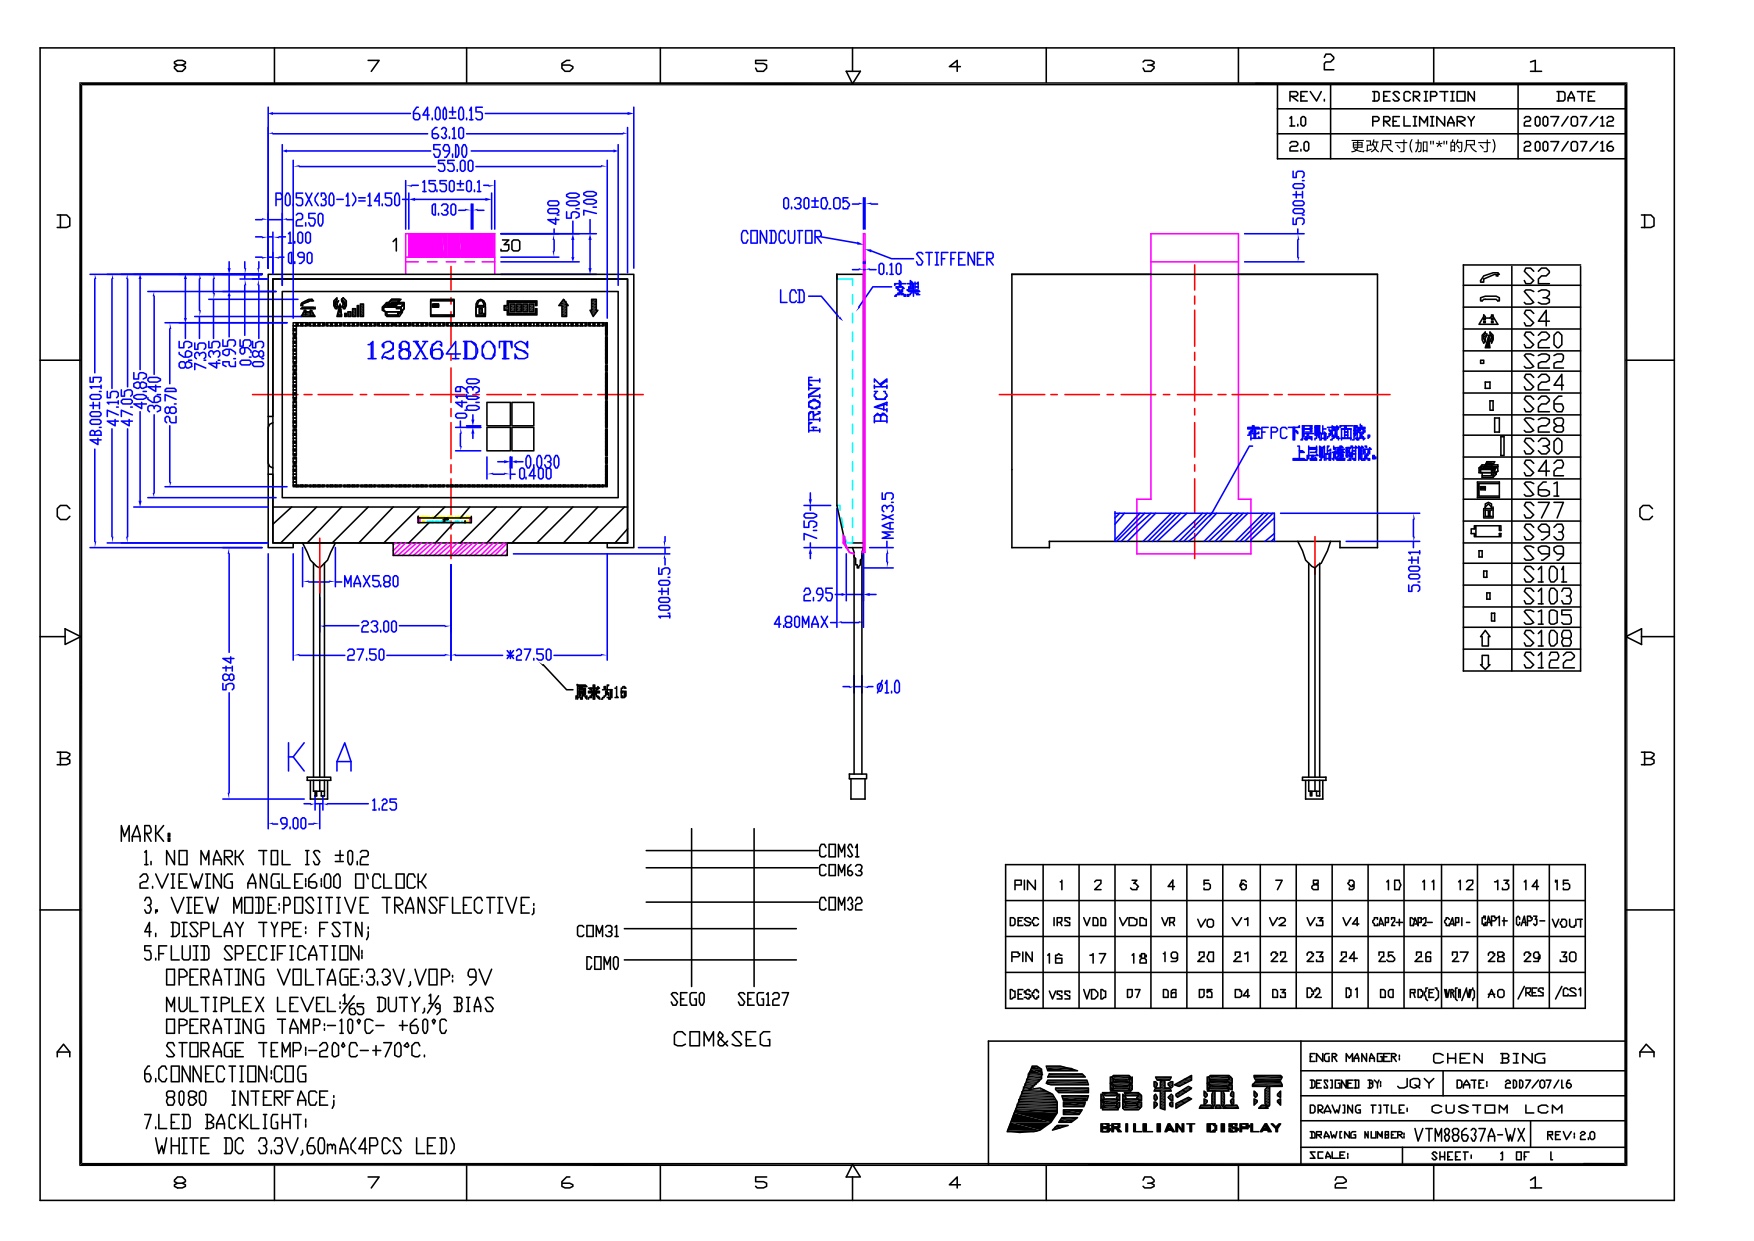 8 7 6 5 4 3 2 1
REV. DESCRIPTION DATE
1.0 PRELIMINARY 2007/07/12
2.0 更改尺寸(加"*"的尺寸) 2007/07/16
D
C
B
A
D
C
B
A
64.00±0.15
63.10
59.00
55.00
15.50±0.1
P0.5X(30-1)=14.50
0.30
2.50
1.00
0.90
4.00
5.00
7.00
1
30
128X64DOTS
48.00±0.15
47.15
47.05
40.85
36.40
28.70
8.65
7.35
4.35
2.95
0.95
0.85
0.419
0.030
0.030
0.400
MAX5.80
23.00
27.50
*27.50
原来为16
1.00±0.5
58±4
K A
1.25
9.00
0.30±0.05
CONDCUTOR
STIFFENER
0.10
LCD
支架
FRONT
BACK
7.50
MAX3.5
2.95
4.80MAX
Ø1.0
5.00±0.5
在FPC下层贴双面胶,
上层贴透明胶.
5.00±1
S2
S3
S4
S20
S22
S24
S26
S28
S30
S42
S61
S77
S93
S99
S101
S103
S105
S108
S122
MARK:
1. NO MARK TOL IS ±0.2
2.VIEWING ANGLE:6:00 O'CLOCK
3. VIEW MODE:POSITIVE TRANSFLECTIVE;
4. DISPLAY TYPE: FSTN;
5.FLUID SPECIFICATION:
OPERATING VOLTAGE:3.3V,VOP: 9V
MULTIPLEX LEVEL:1/65 DUTY,1/9 BIAS
OPERATING TAMP:-10°C- +60°C
STORAGE TEMP:-20°C-+70°C.
6.CONNECTION:COG
8080 INTERFACE;
7.LED BACKLIGHT:
WHITE DC 3.3V,60mA(4PCS LED)
COMS1
COM63
COM32
COM31
COM0
SEG0 SEG127
COM&SEG
PIN 1 2 3 4 5 6 7 8 9 10 11 12 13 14 15
DESC IRS VDD VDD VR V0 V1 V2 V3 V4 CAP2+ CAP2- CAP1- CAP1+ CAP3- VOUT
PIN 16 17 18 19 20 21 22 23 24 25 26 27 28 29 30
DESC VSS VDD D7 D6 D5 D4 D3 D2 D1 D0 RD(E) WR(R/W) A0 /RES /CS1
晶彩显示
BRILLIANT DISPLAY
ENGR MANAGER: CHEN BING
DESIGNED BY: JQY DATE: 2007/07/16
DRAWING TITLE: CUSTOM LCM
DRAWING NUMBER: VTM88637A-WX REV: 2.0
SCALE: SHEET: 1 OF 1
8 7 6 5 4 3 2 1